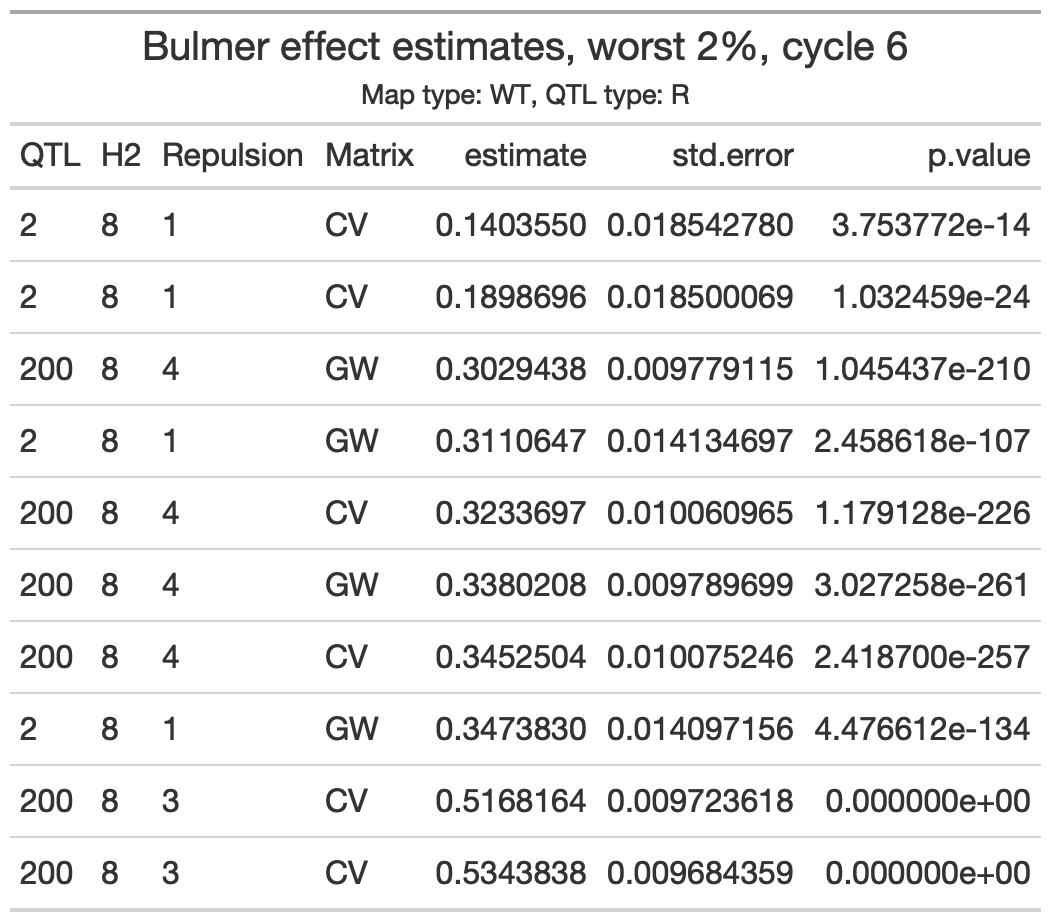 Bulmer effect estimates, worst 2%, cycle 6
Map type: WT, QTL type: R
QTL H2 Repulsion Matrix estimate std.error p.value
2 8 1 CV 0.1403550 0.018542780 3.753772e-14
2 8 1 CV 0.1898696 0.018500069 1.032459e-24
200 8 4 GW 0.3029438 0.009779115 1.045437e-210
2 8 1 GW 0.3110647 0.014134697 2.458618e-107
200 8 4 CV 0.3233697 0.010060965 1.179128e-226
200 8 4 GW 0.3380208 0.009789699 3.027258e-261
200 8 4 CV 0.3452504 0.010075246 2.418700e-257
2 8 1 GW 0.3473830 0.014097156 4.476612e-134
200 8 3 CV 0.5168164 0.009723618 0.000000e+00
200 8 3 CV 0.5343838 0.009684359 0.000000e+00